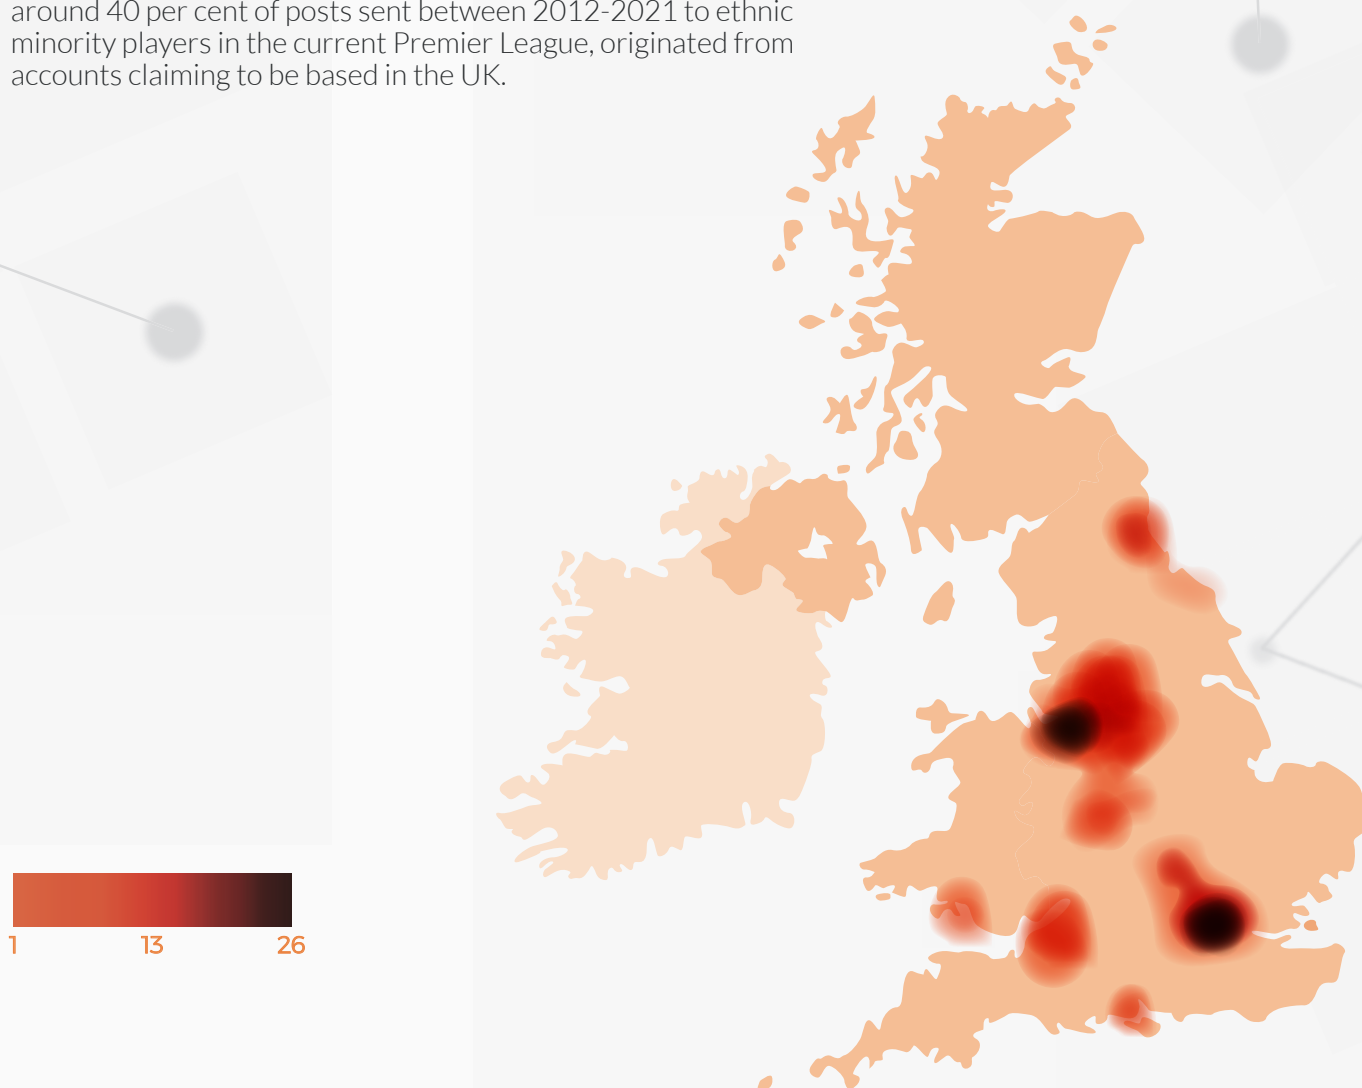 around 40 per cent of posts sent between 2012-2021 to ethnic
minority players in the current Premier League, originated from
accounts claiming to be based in the UK.
1 13 26